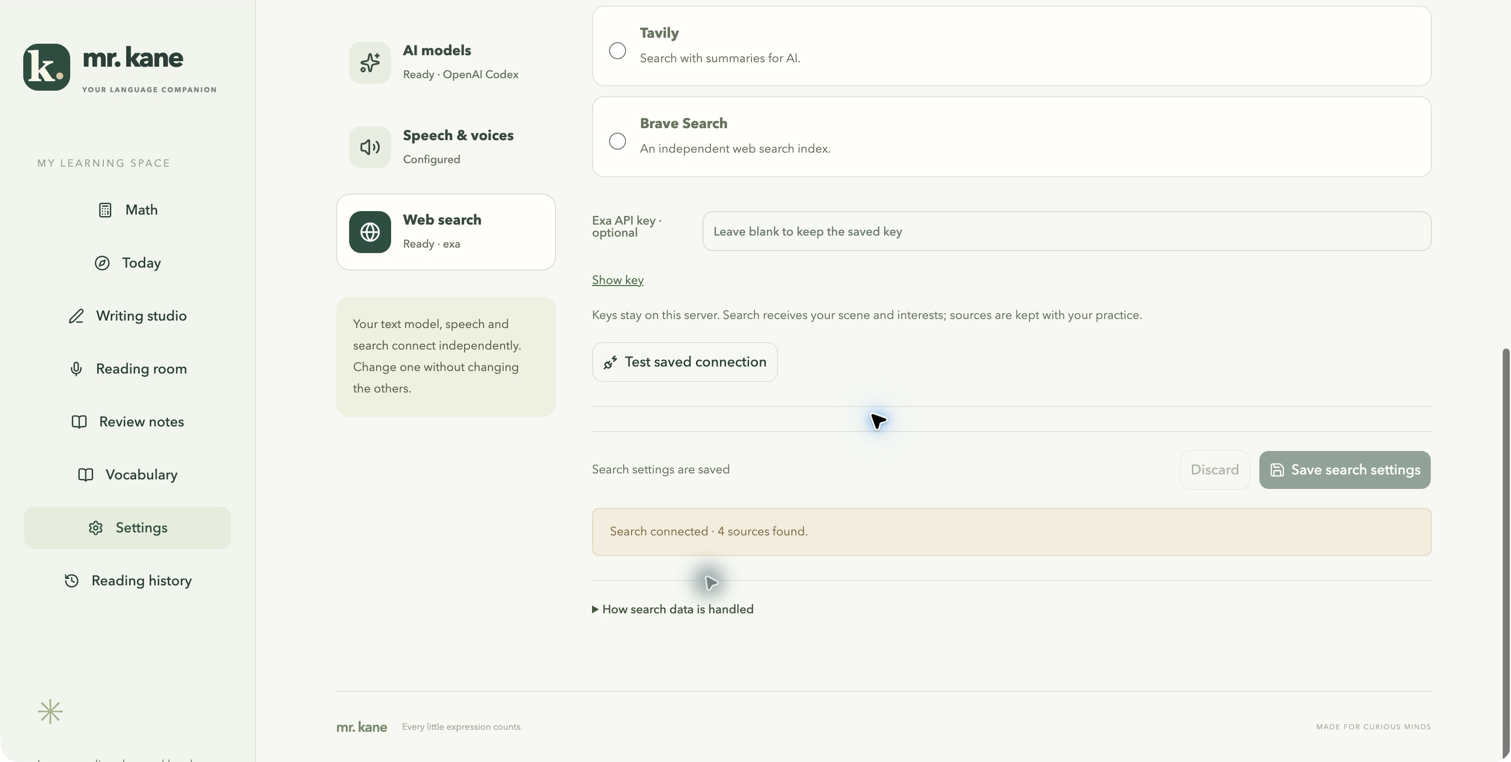 k.
mr. kane
YOUR LANGUAGE COMPANION
MY LEARNING SPACE
Math
Today
Writing studio
Reading room
Review notes
Vocabulary
Settings
Reading history
AI models
Ready · OpenAI Codex
Speech & voices
Configured
Web search
Ready · exa
Your text model, speech and
search connect independently.
Change one without changing
the others.
Tavily
Search with summaries for AI.
Brave Search
An independent web search index.
Exa API key ·
optional
Leave blank to keep the saved key
Show key
Keys stay on this server. Search receives your scene and interests; sources are kept with your practice.
Test saved connection
Search settings are saved
Discard
Save search settings
Search connected · 4 sources found.
How search data is handled
mr. kane
Every little expression counts.
MADE FOR CURIOUS MINDS